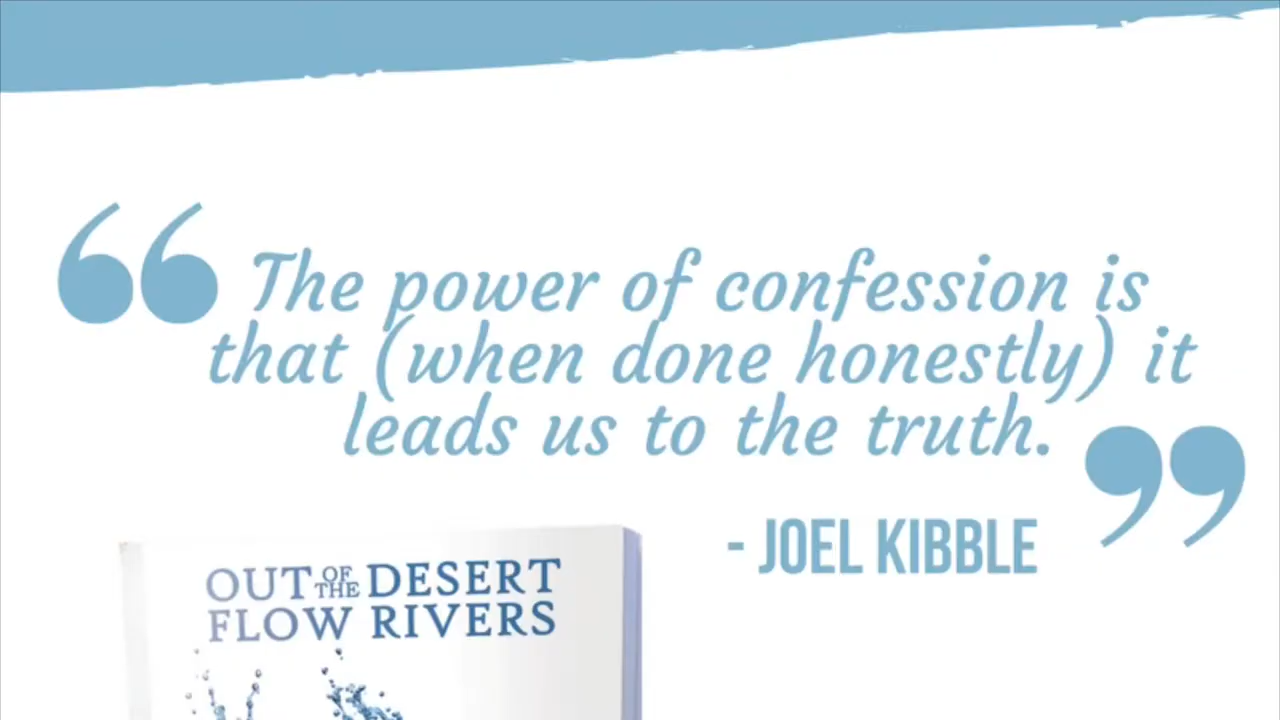 “The power of confession is
that (when done honestly) it
leads us to the truth.”
- JOEL KIBBLE
OUT OF THE DESERT
FLOW RIVERS